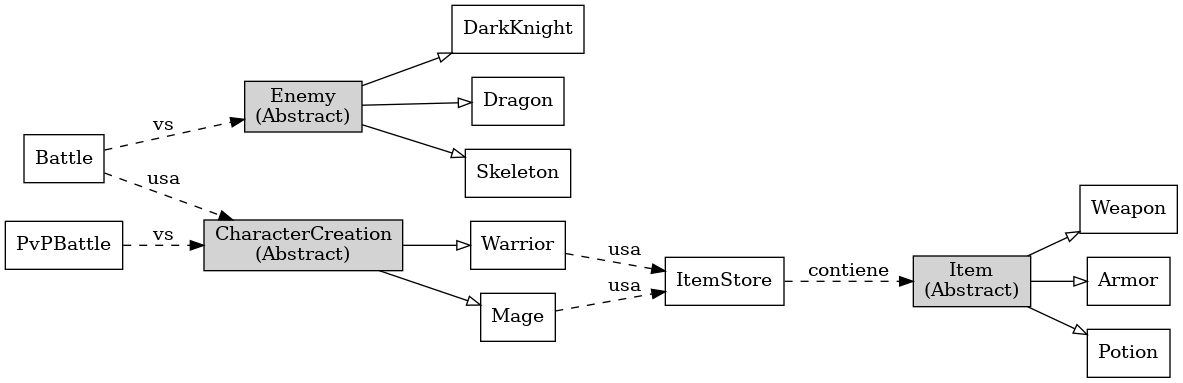 DarkKnight
Enemy
(Abstract)
Dragon
vs
Battle
Skeleton
usa
Weapon
CharacterCreation
(Abstract)
PvPBattle
vs
Warrior
usa
ItemStore
contiene
Item
(Abstract)
Armor
usa
Mage
Potion